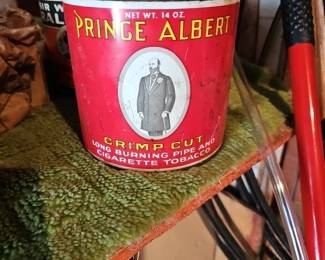 NET WT. 14 OZ.
PRINCE ALBERT
CRIMP CUT
LONG BURNING PIPE AND
CIGARETTE TOBACCO